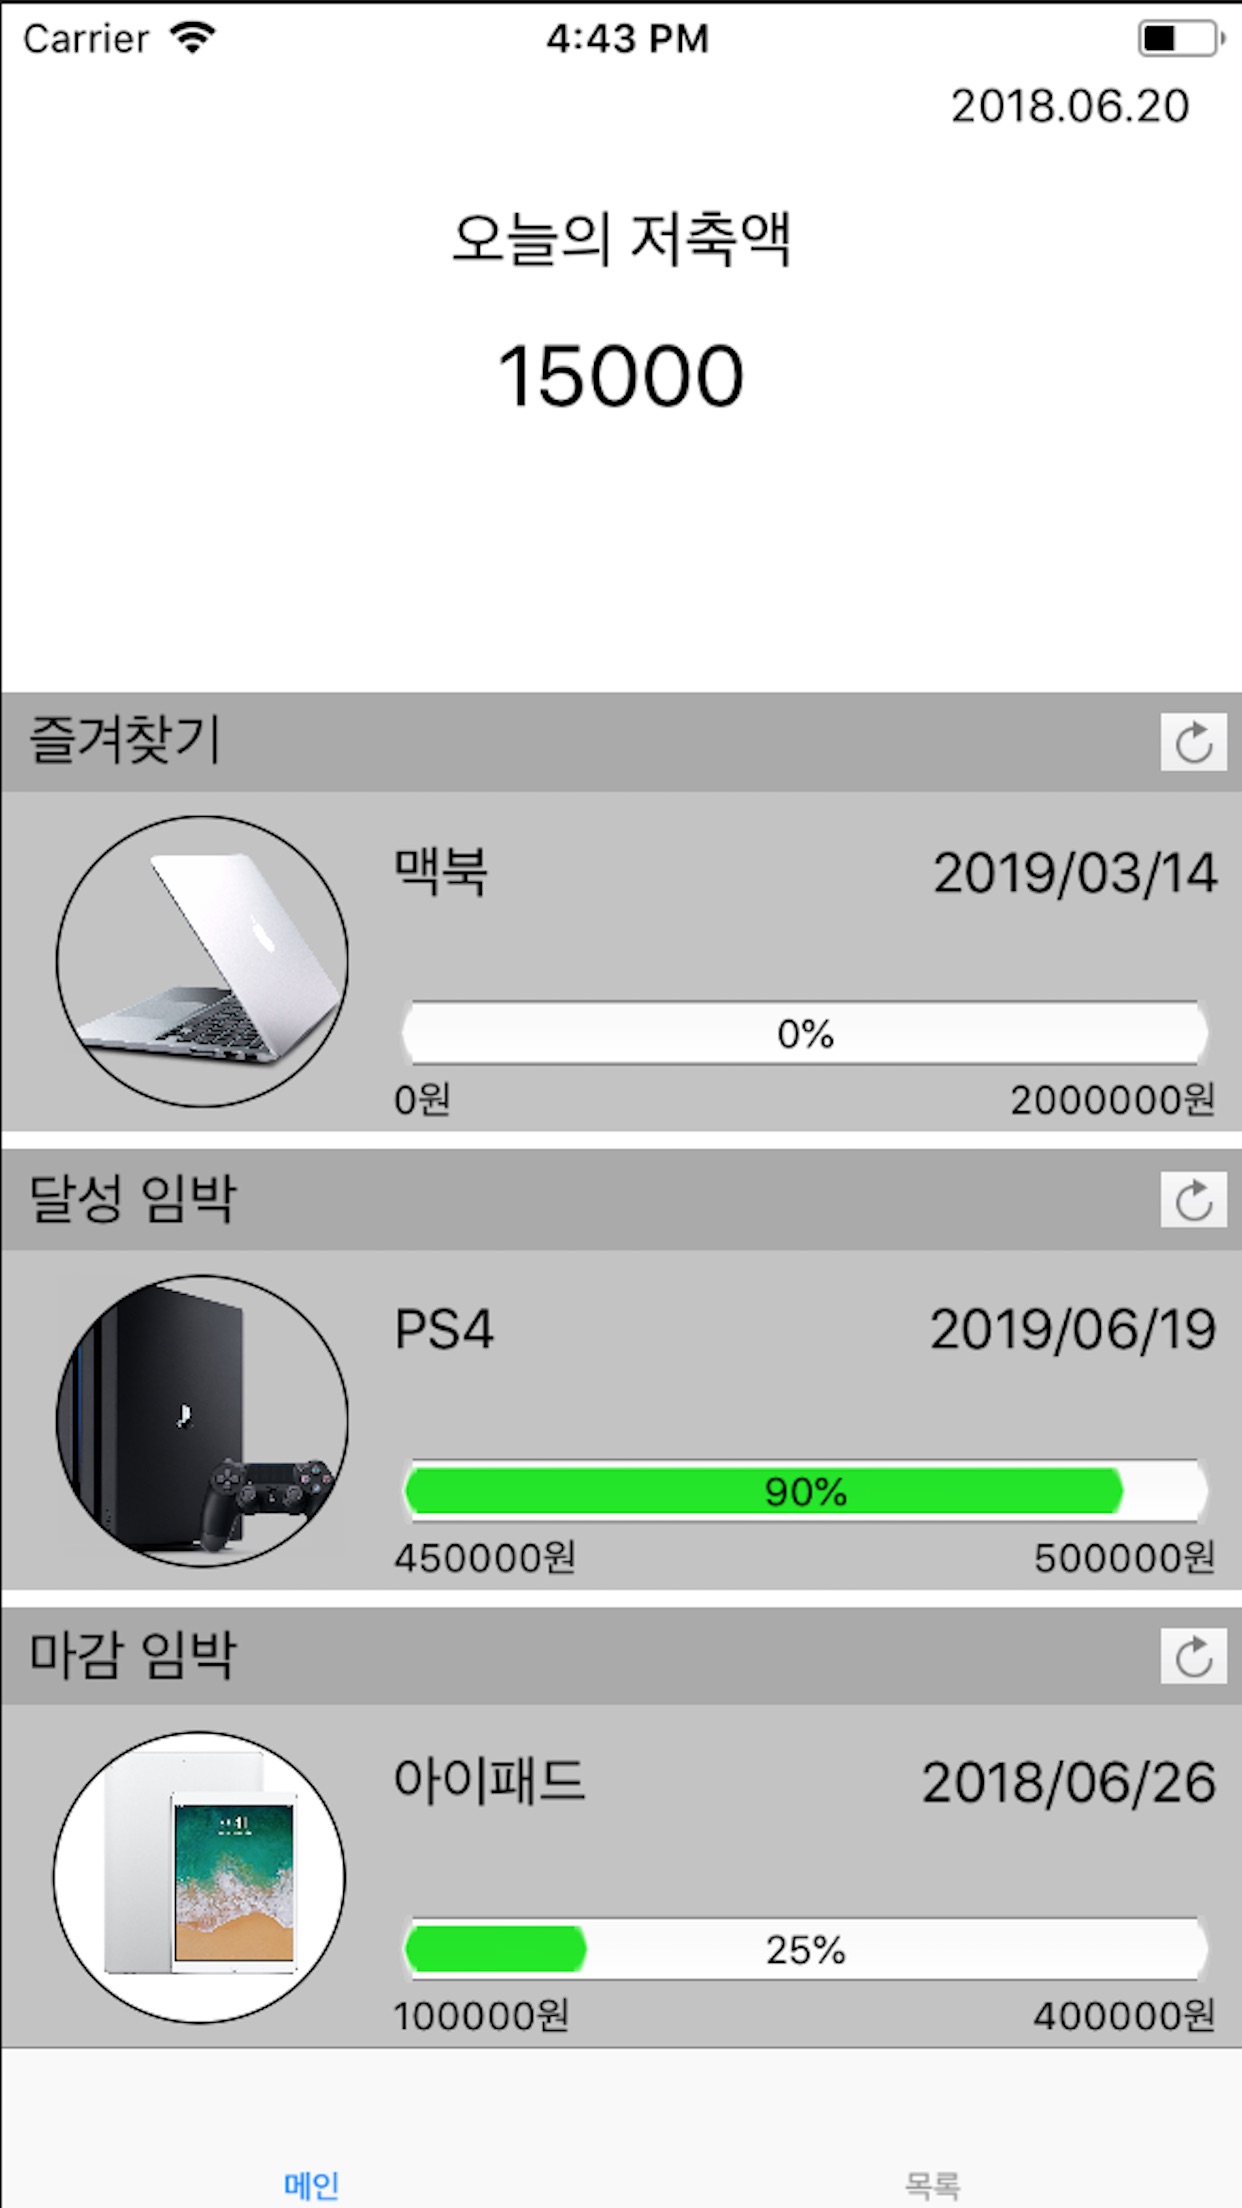 Carrier 4:43 PM
2018.06.20
오늘의 저축액
15000
즐겨찾기
맥북 2019/03/14
0%
0원 2000000원
달성 임박
PS4 2019/06/19
90%
450000원 500000원
마감 임박
아이패드 2018/06/26
25%
100000원 400000원
메인 목록